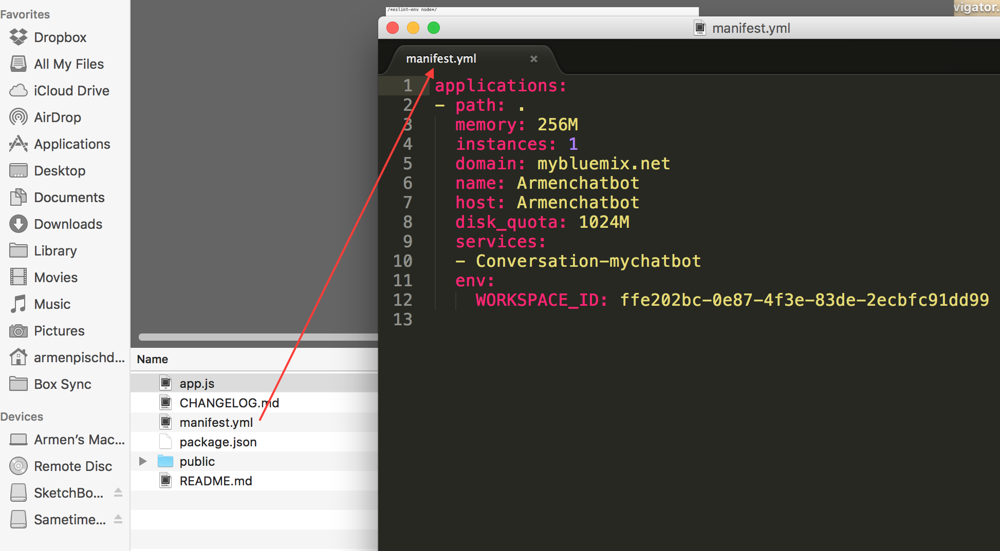 Favorites
Dropbox
All My Files
iCloud Drive
AirDrop
Applications
Desktop
Documents
Downloads
Library
Movies
Music
Pictures
armenpischd...
Box Sync
Devices
Armen’s Mac...
Remote Disc
SketchBo...
Sametime...
/*eslint-env node*/
vigator.
Name
app.js
CHANGELOG.md
manifest.yml
package.json
public
README.md
manifest.yml
manifest.yml
1 applications:
2 - path: .
3 memory: 256M
4 instances: 1
5 domain: mybluemix.net
6 name: Armenchatbot
7 host: Armenchatbot
8 disk_quota: 1024M
9 services:
10 - Conversation-mychatbot
11 env:
12 WORKSPACE_ID: ffe202bc-0e87-4f3e-83de-2ecbfc91dd99
13